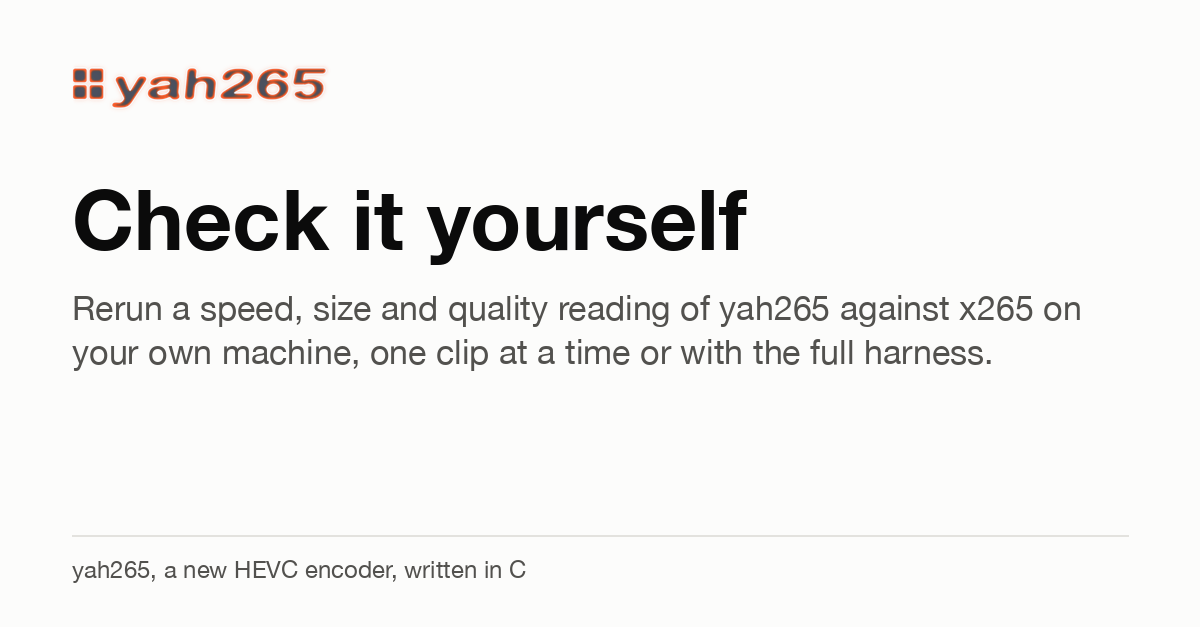 yah265
Check it yourself
Rerun a speed, size and quality reading of yah265 against x265 on
your own machine, one clip at a time or with the full harness.
yah265, a new HEVC encoder, written in C